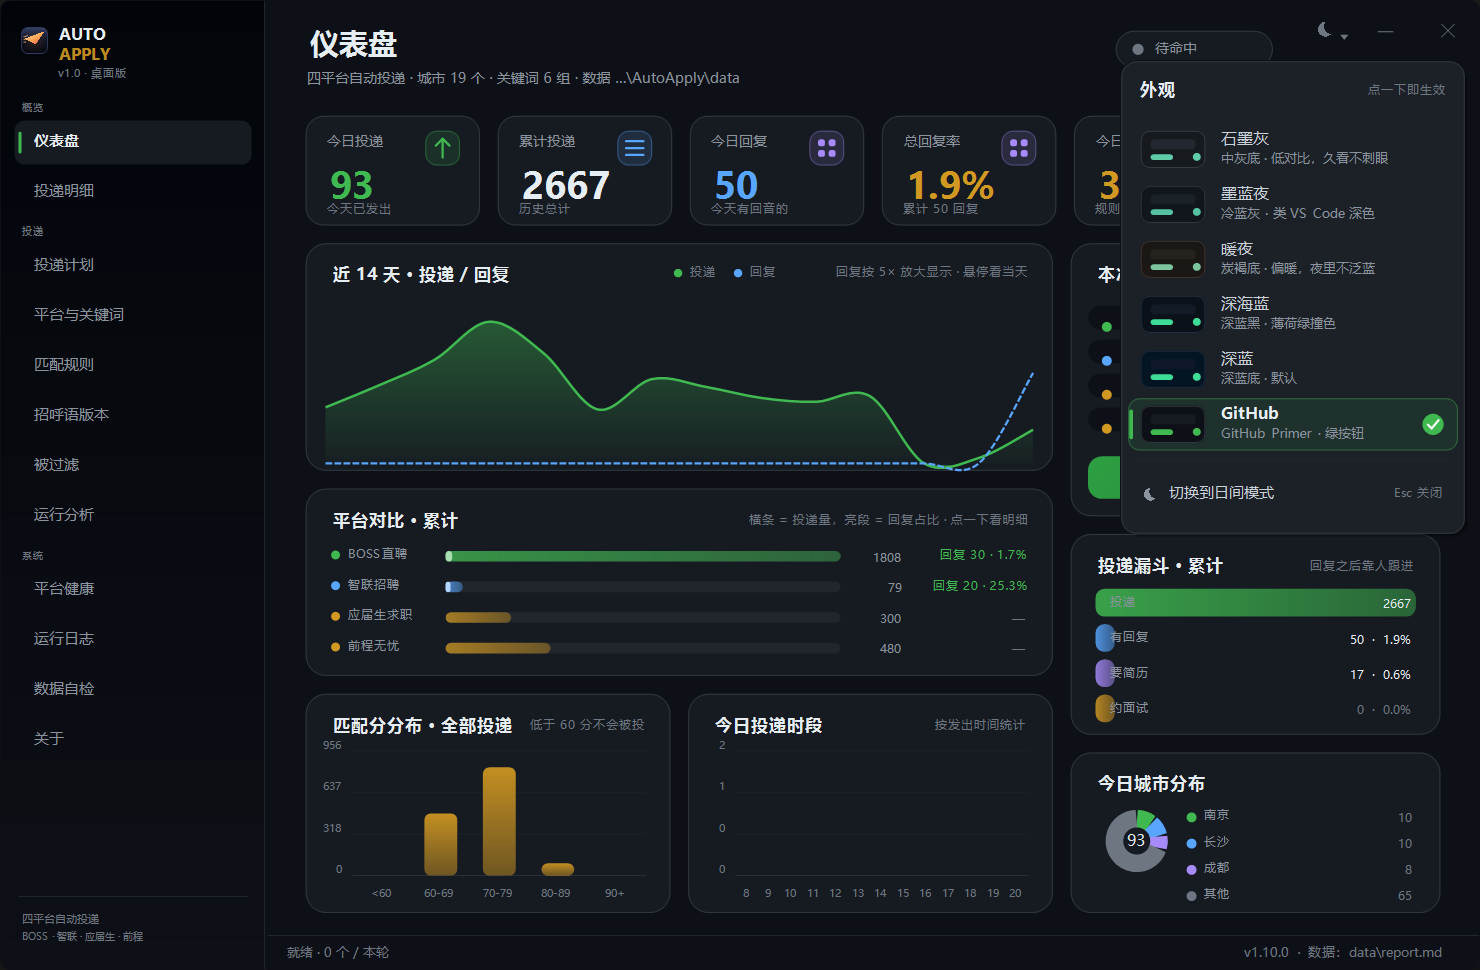 AUTO
APPLY
v1.0 · 桌面版
概览
仪表盘
投递明细
投递
投递计划
平台与关键词
匹配规则
招呼语版本
被过滤
运行分析
系统
平台健康
运行日志
数据自检
关于
四平台自动投递
BOSS · 智联 · 应届生 · 前程
仪表盘
四平台自动投递 · 城市 19 个 · 关键词 6 组 · 数据 ...\AutoApply\data
待命中
今日投递
93
今天已发出
累计投递
2667
历史总计
今日回复
50
今天有回音的
总回复率
1.9%
累计 50 回复
今日
3
规则
外观
点一下即生效
石墨灰
中灰底 · 低对比，久看不刺眼
墨蓝夜
冷蓝灰 · 类 VS Code 深色
暖夜
炭褐底 · 偏暖，夜里不泛蓝
深海蓝
深蓝黑 · 薄荷绿撞色
深蓝
深蓝底 · 默认
GitHub
GitHub Primer · 绿按钮
切换到日间模式
Esc 关闭
近 14 天 • 投递 / 回复
投递
回复
回复按 5× 放大显示 · 悬停看当天
平台对比 • 累计
横条 = 投递量，亮段 = 回复占比 · 点一下看明细
BOSS直聘
1808
回复 30 · 1.7%
智联招聘
79
回复 20 · 25.3%
应届生求职
300
—
前程无忧
480
—
投递漏斗 • 累计
回复之后靠人跟进
投递
2667
有回复
50 · 1.9%
要简历
17 · 0.6%
约面试
0 · 0.0%
匹配分分布 • 全部投递
低于 60 分不会被投
956
637
318
0
<60
60-69
70-79
80-89
90+
今日投递时段
按发出时间统计
2
1
0
0
8 9 10 11 12 13 14 15 16 17 18 19 20
今日城市分布
93
南京
10
长沙
10
成都
8
其他
65
就绪 · 0 个 / 本轮
v1.10.0 · 数据：data\report.md